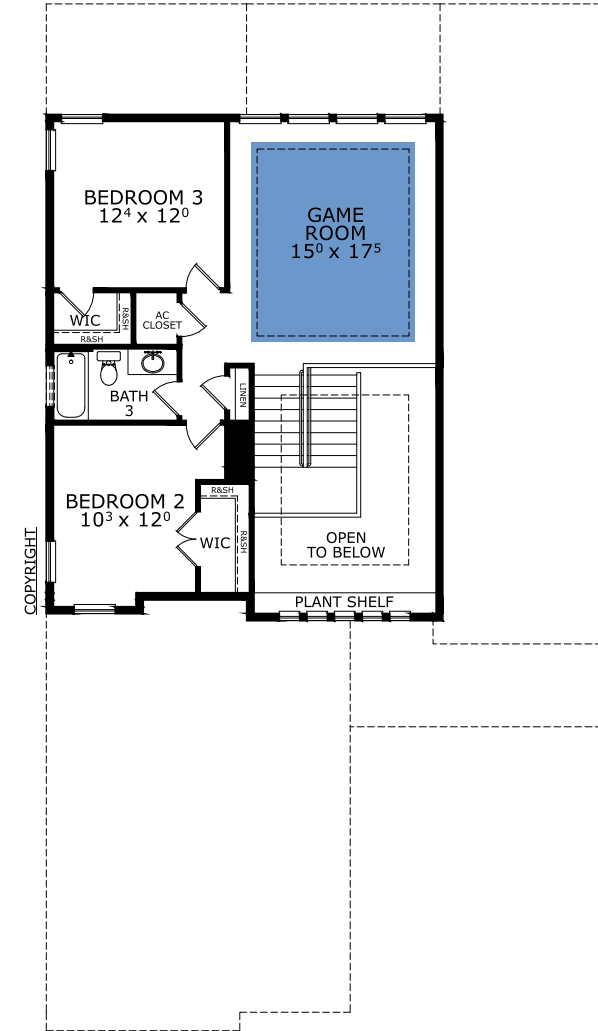 BEDROOM 3
12⁴ x 12⁰
GAME
ROOM
15⁰ x 17⁵
WIC
R&SH
R&SH
AC
CLOSET
BATH
3
LINEN
BEDROOM 2
10³ x 12⁰
R&SH
WIC
R&SH
OPEN
TO BELOW
PLANT SHELF
COPYRIGHT